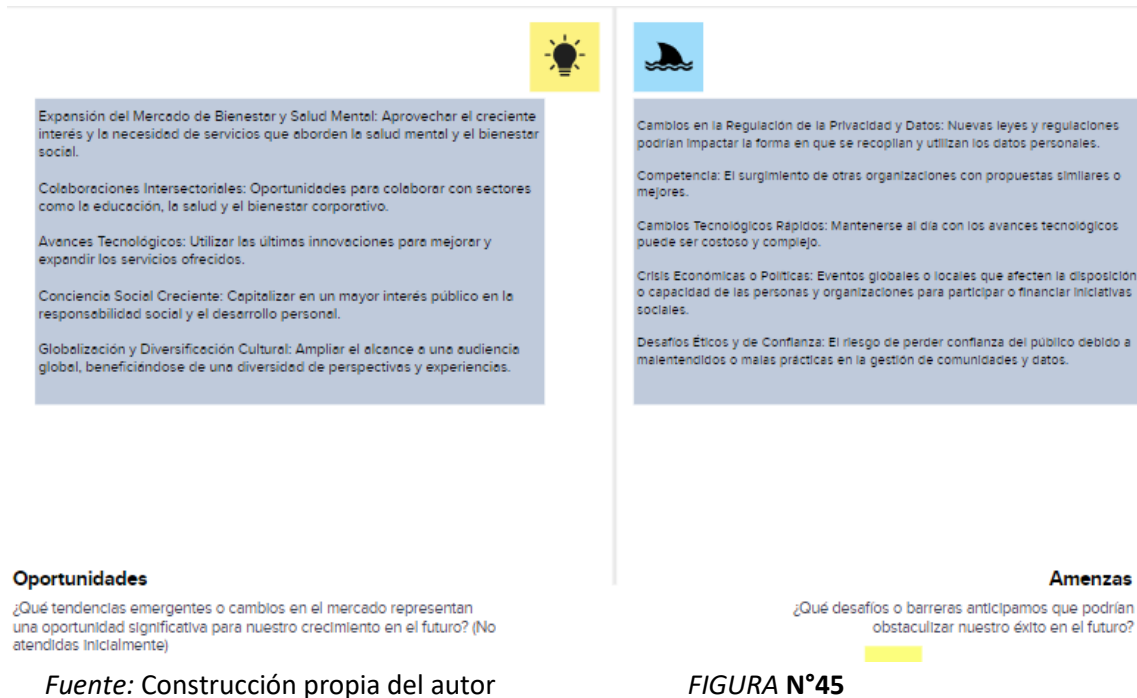 Expansión del Mercado de Bienestar y Salud Mental: Aprovechar el creciente
interés y la necesidad de servicios que aborden la salud mental y el bienestar
social.
Colaboraciones Intersectoriales: Oportunidades para colaborar con sectores
como la educación, la salud y el bienestar corporativo.
Avances Tecnológicos: Utilizar las últimas innovaciones para mejorar y
expandir los servicios ofrecidos.
Conciencia Social Creciente: Capitalizar en un mayor interés público en la
responsabilidad social y el desarrollo personal.
Globalización y Diversificación Cultural: Ampliar el alcance a una audiencia
global, beneficiándose de una diversidad de perspectivas y experiencias.
Cambios en la Regulación de la Privacidad y Datos: Nuevas leyes y regulaciones
podrían impactar la forma en que se recopilan y utilizan los datos personales.
Competencia: El surgimiento de otras organizaciones con propuestas similares o
mejores.
Cambios Tecnológicos Rápidos: Mantenerse al día con los avances tecnológicos
puede ser costoso y complejo.
Crisis Económicas o Políticas: Eventos globales o locales que afecten la disposición
o capacidad de las personas y organizaciones para participar o financiar iniciativas
sociales.
Desafíos Éticos y de Confianza: El riesgo de perder confianza del público debido a
malentendidos o malas prácticas en la gestión de comunidades y datos.
Oportunidades
¿Qué tendencias emergentes o cambios en el mercado representan
una oportunidad significativa para nuestro crecimiento en el futuro? (No
atendidas inicialmente)
Amenzas
¿Qué desafíos o barreras anticipamos que podrían
obstaculizar nuestro éxito en el futuro?
Fuente: Construcción propia del autor
FIGURA N°45